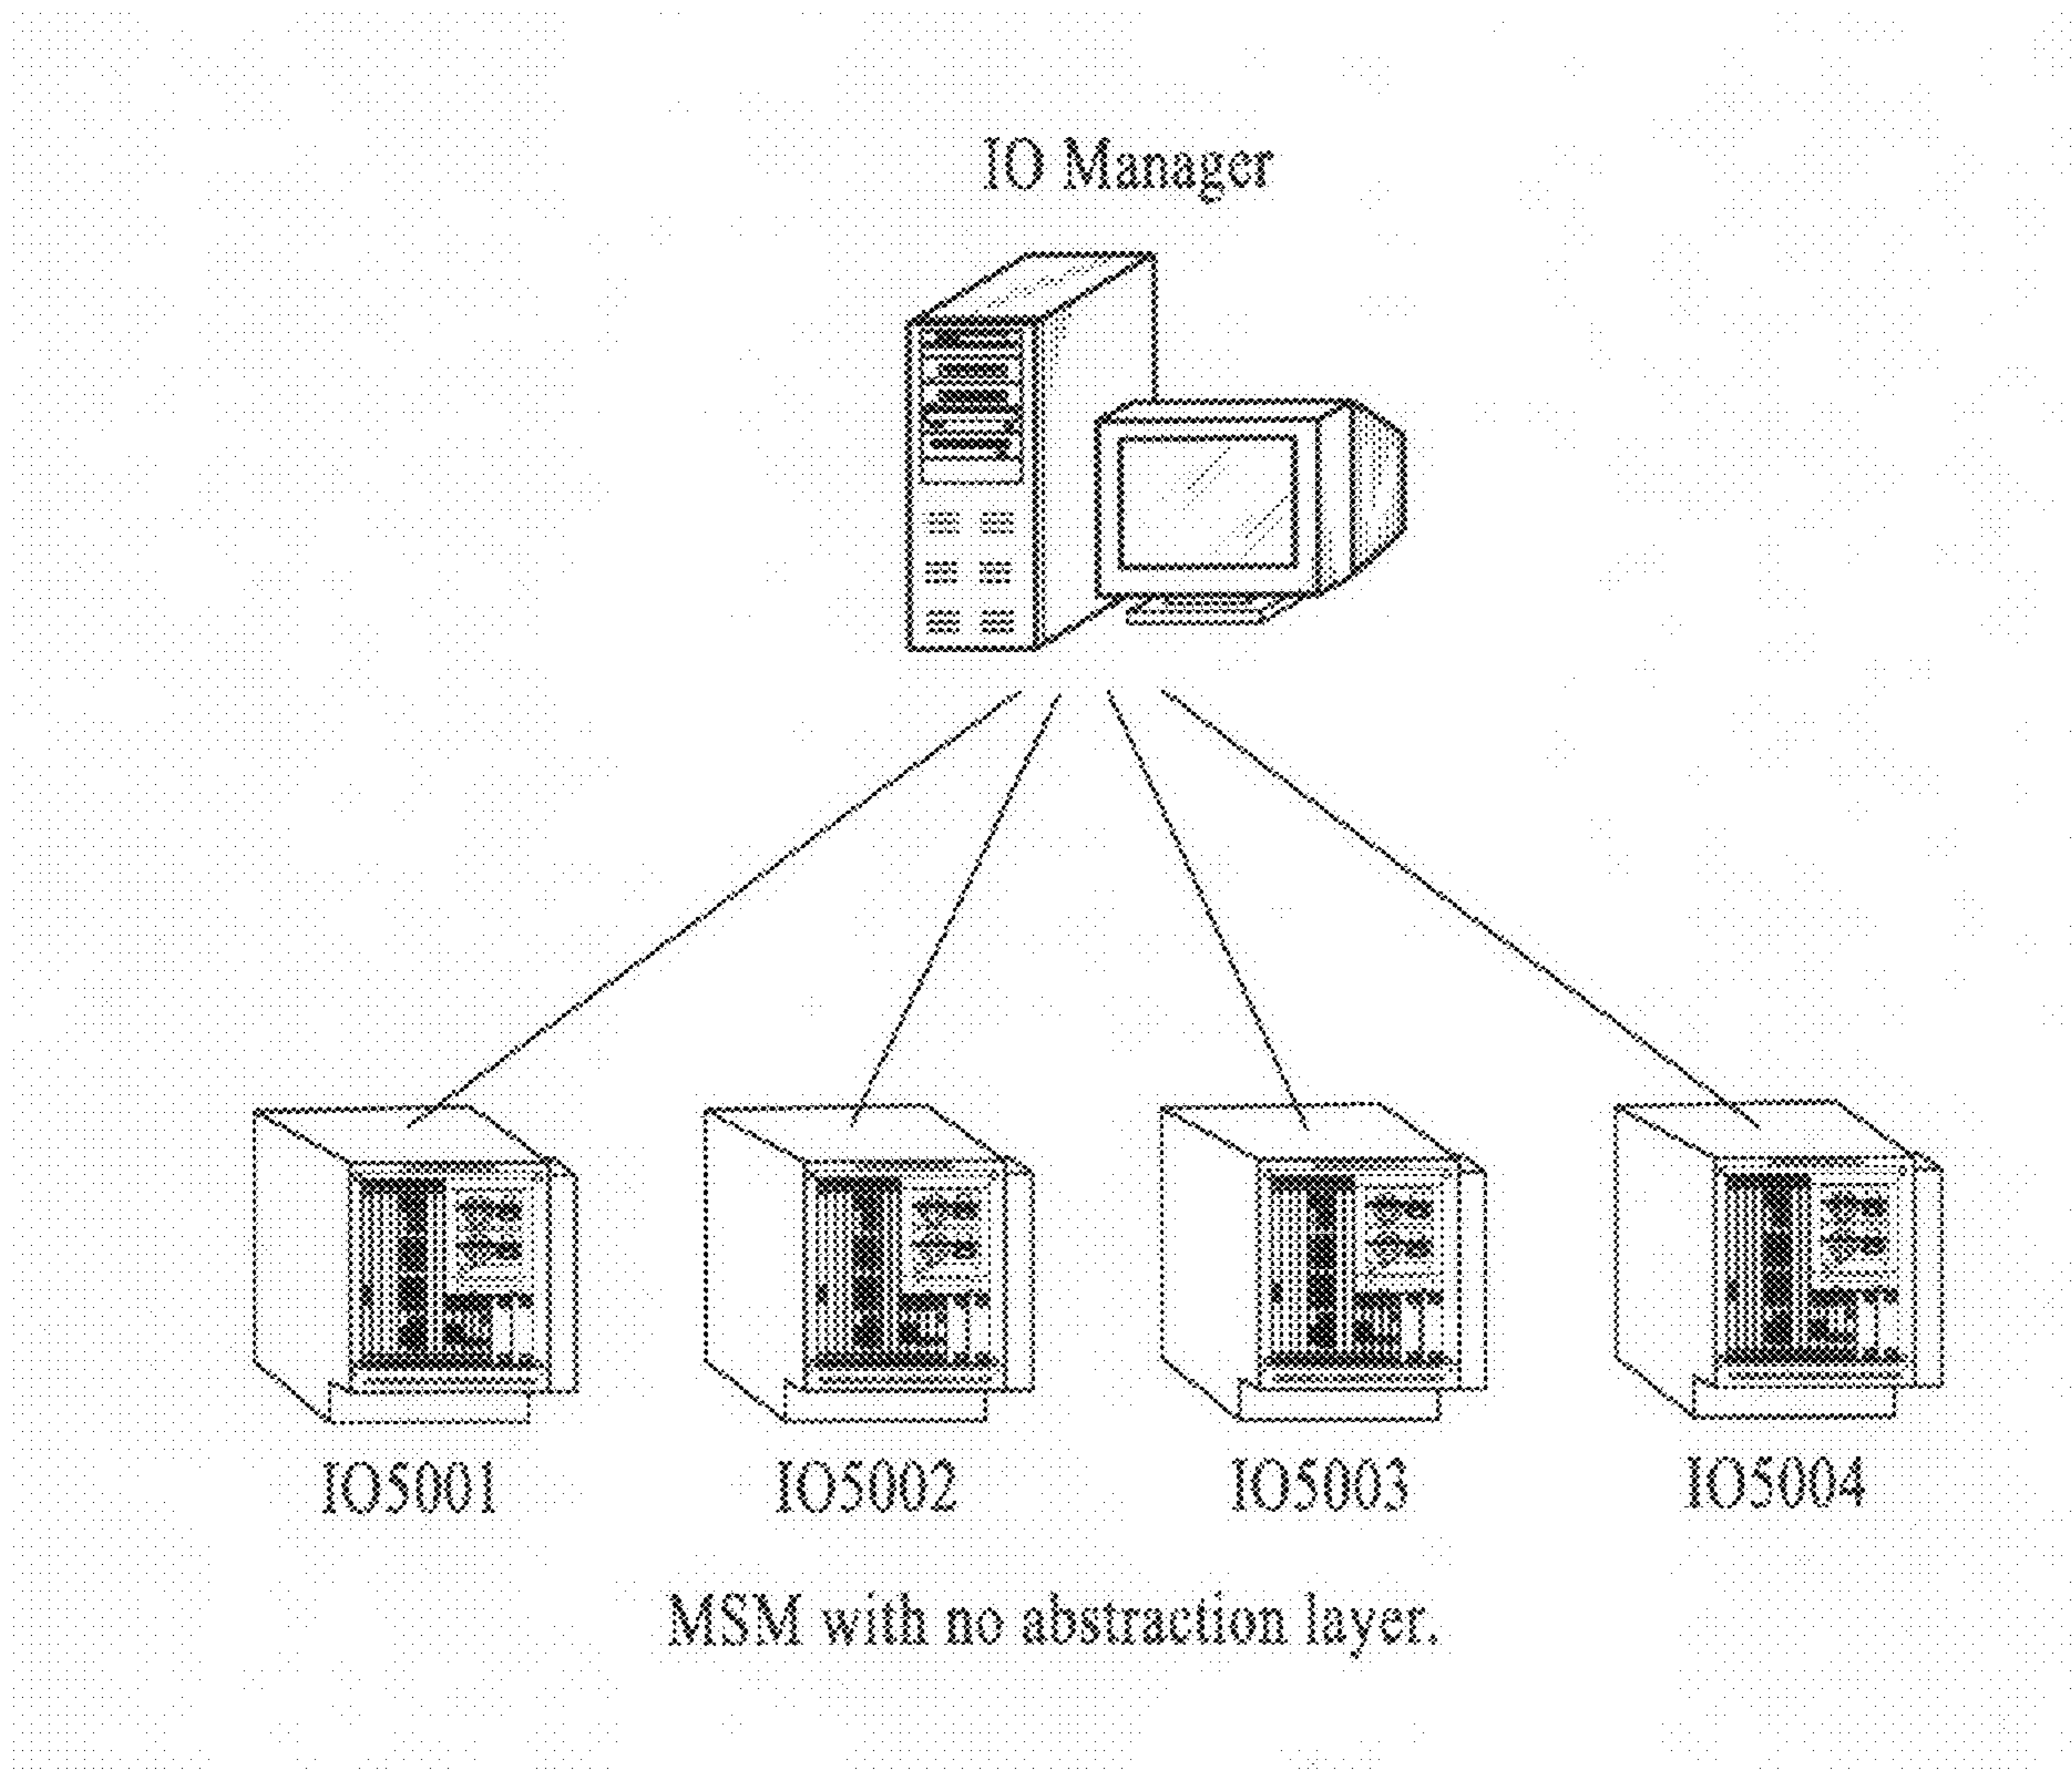 IO Manager
IO5001
IO5002
IO5003
IO5004
MSM with no abstraction layer.